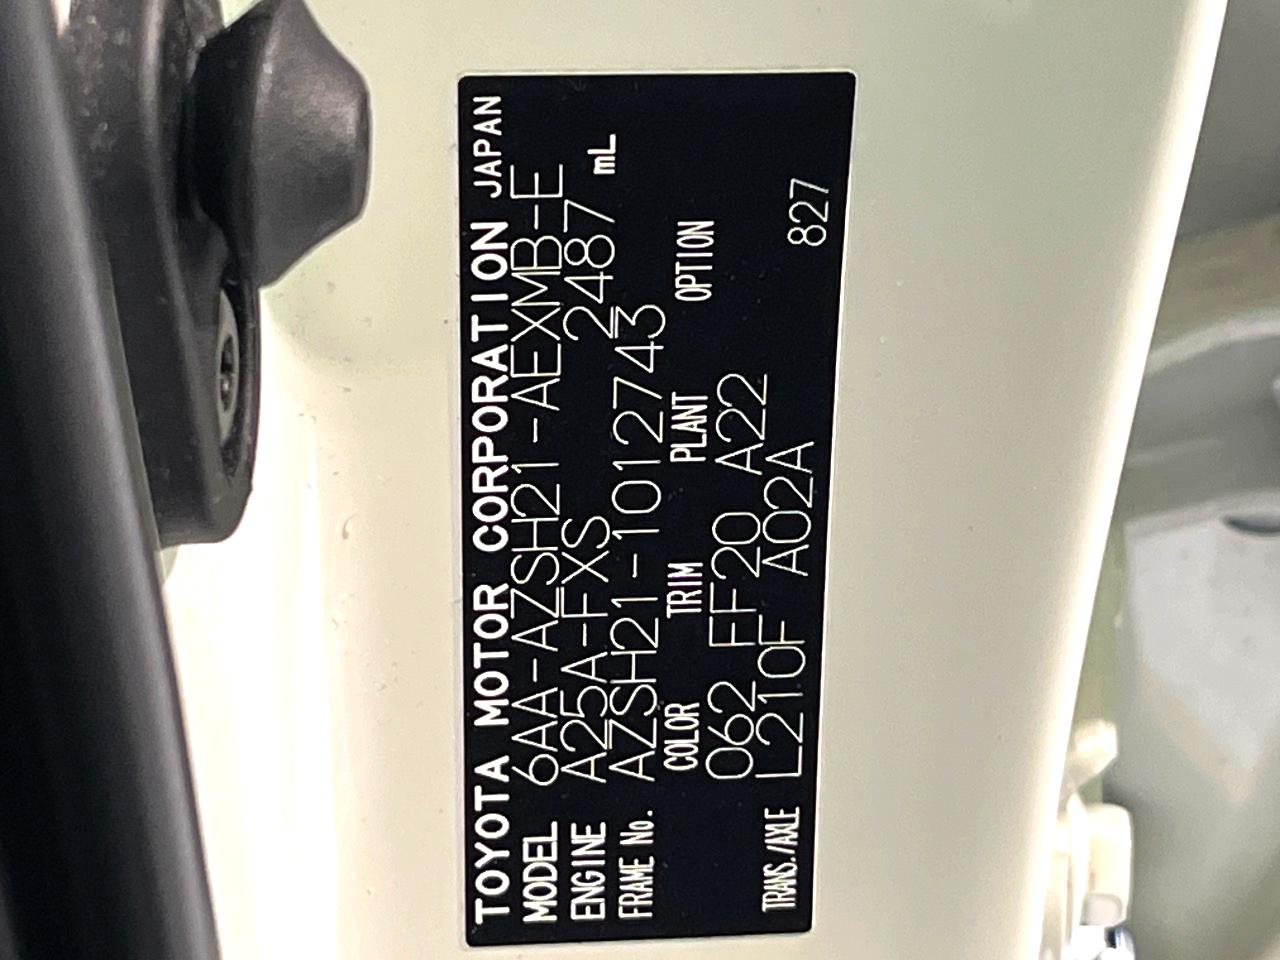 TOYOTA MOTOR CORPORATION JAPAN
MODEL 6AA-AZSH21-AEXMB-E
ENGINE A25A-FXS 2487 mL
FRAME No. AZSH21-1012743
COLOR TRIM PLANT OPTION
062 FF20 A22
TRANS./AXLE L210F A02A 827